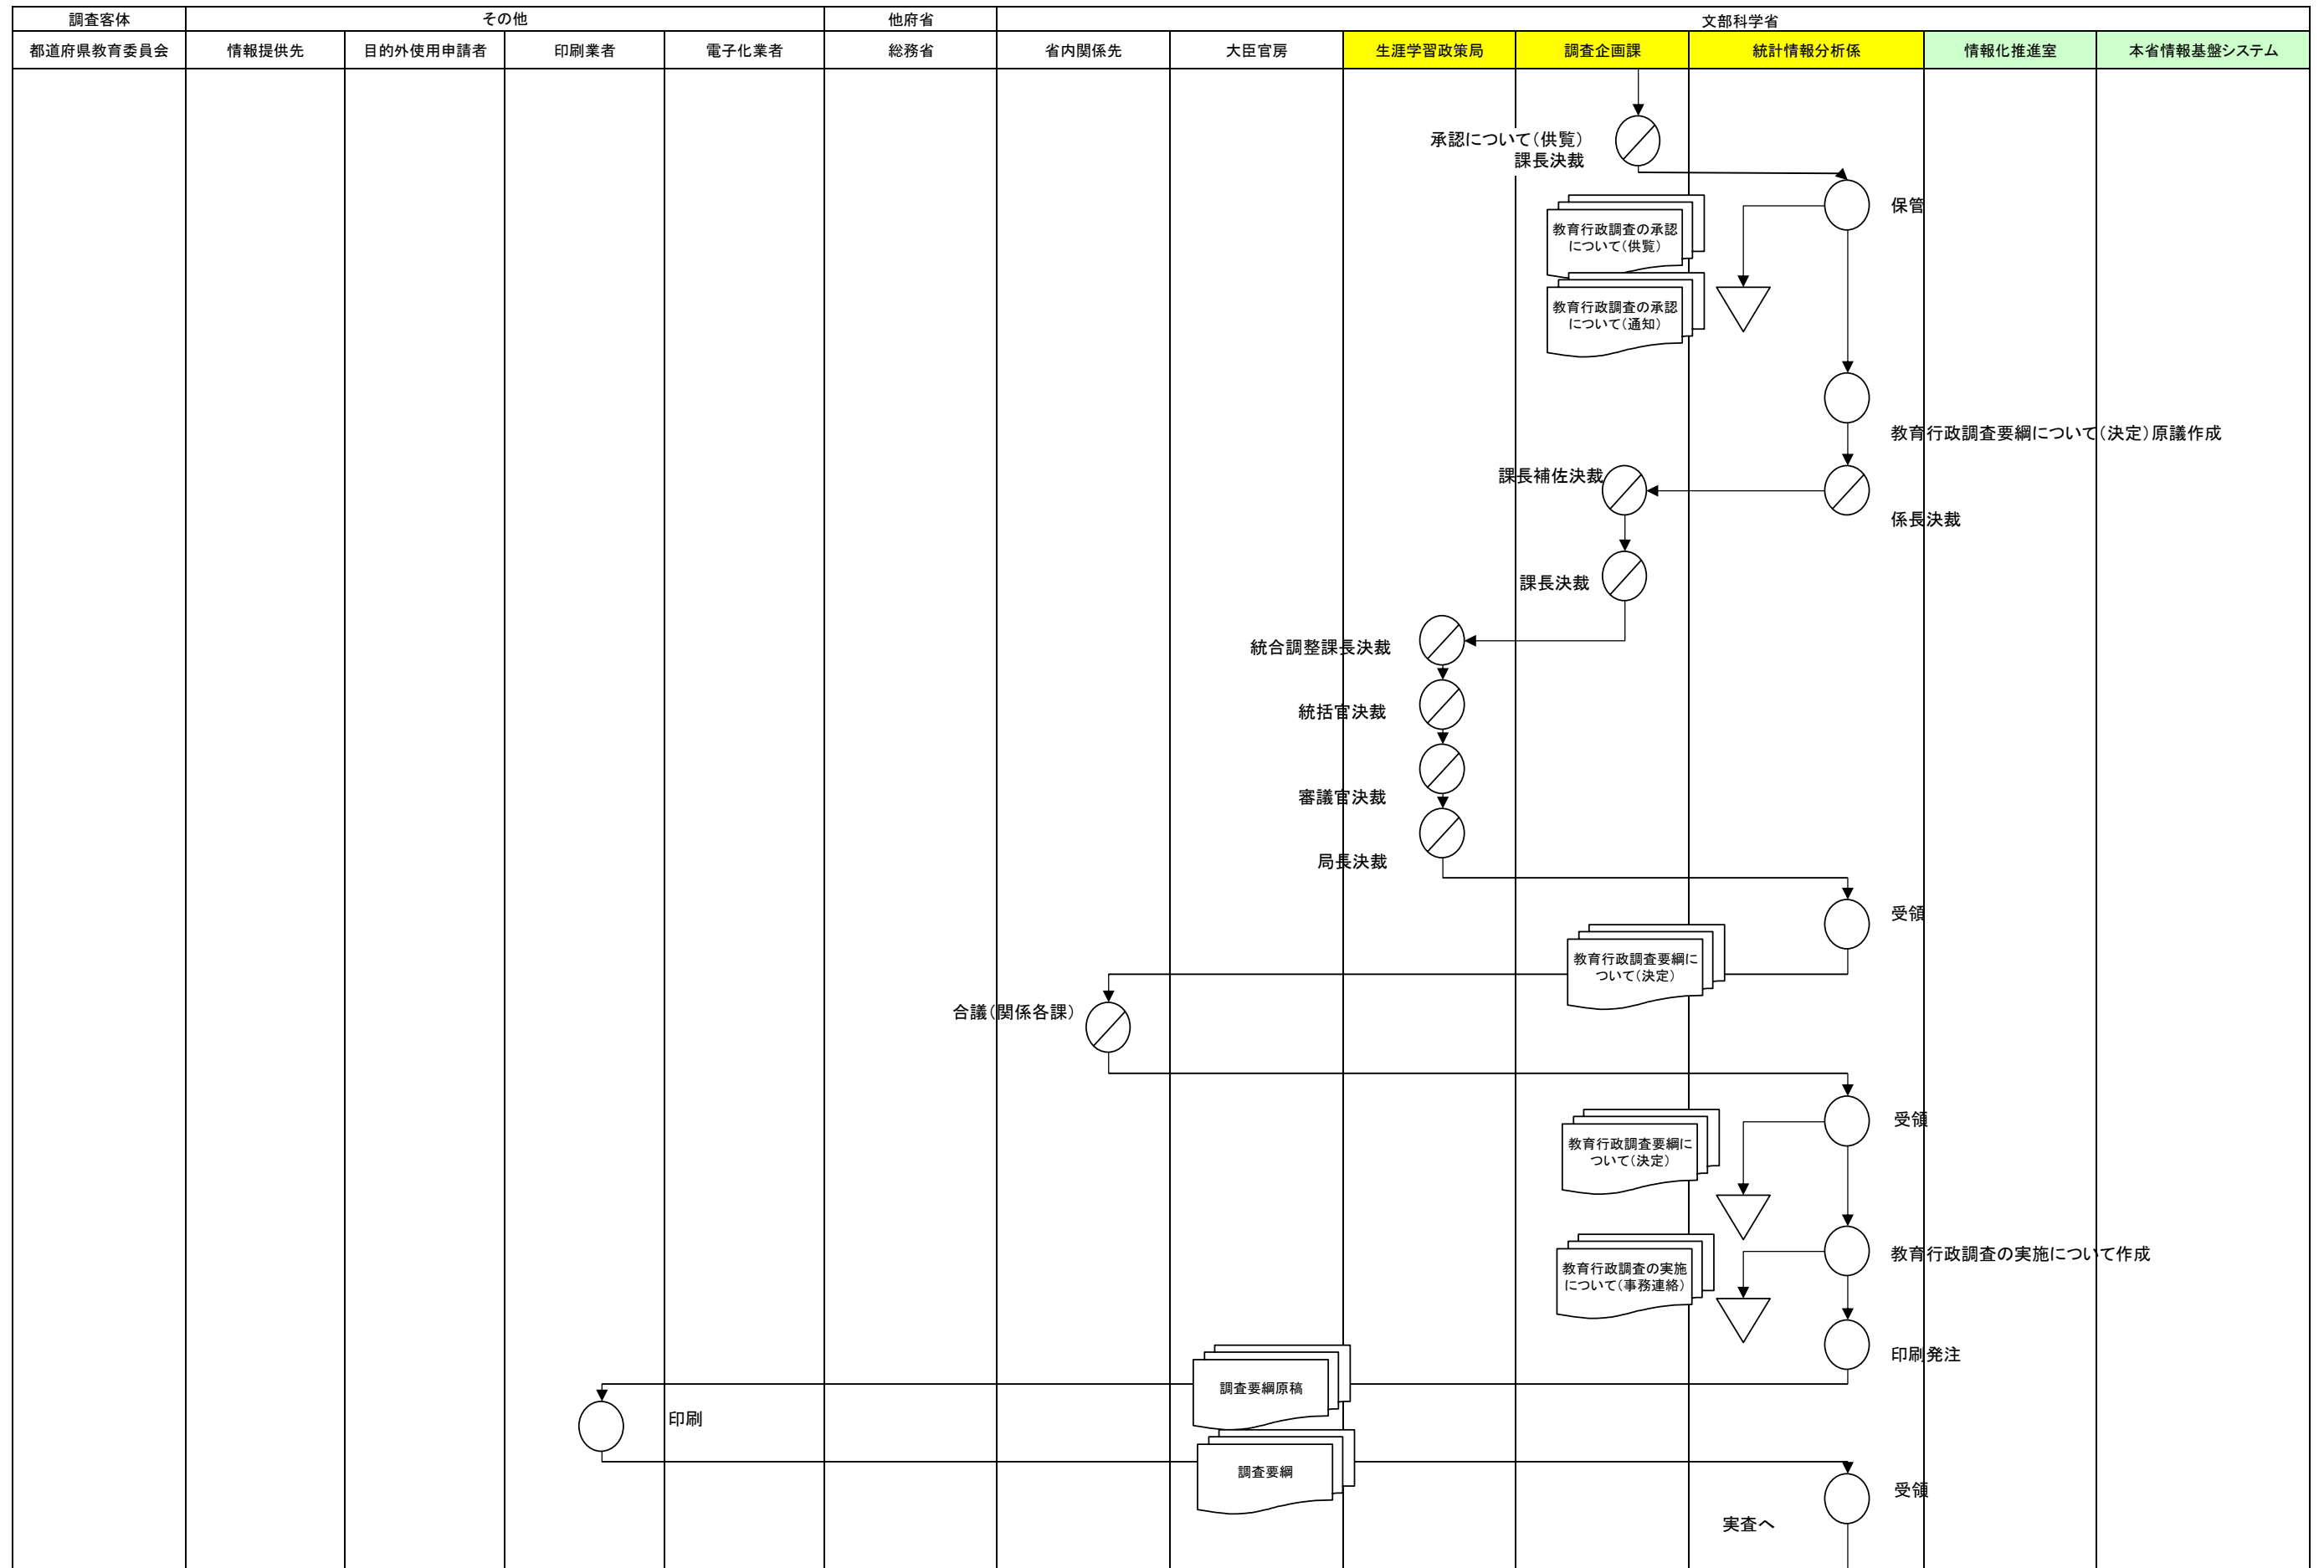 調査客体
その他
他府省
文部科学省
都道府県教育委員会
情報提供先
目的外使用申請者
印刷業者
電子化業者
総務省
省内関係先
大臣官房
生涯学習政策局
調査企画課
統計情報分析係
情報化推進室
本省情報基盤システム
承認について(供覧)
課長決裁
保管
教育行政調査の承認
について(供覧)
教育行政調査の承認
について(通知)
教育行政調査要綱について(決定)原議作成
課長補佐決裁
係長決裁
課長決裁
統合調整課長決裁
統括官決裁
審議官決裁
局長決裁
受領
教育行政調査要綱に
ついて(決定)
合議(関係各課)
受領
教育行政調査要綱に
ついて(決定)
教育行政調査の実施について作成
教育行政調査の実施
について(事務連絡)
印刷発注
調査要綱原稿
印刷
調査要綱
受領
実査へ